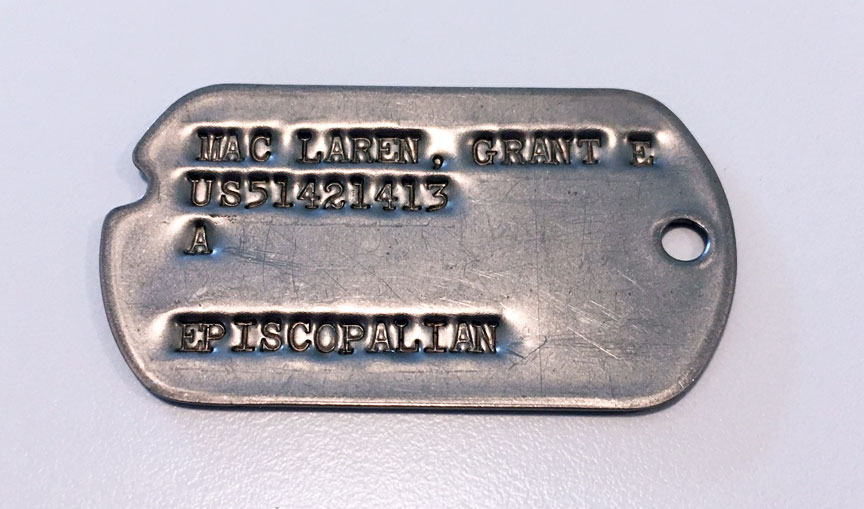 MAC LAREN, GRANT E
US51421413
A
EPISCOPALIAN